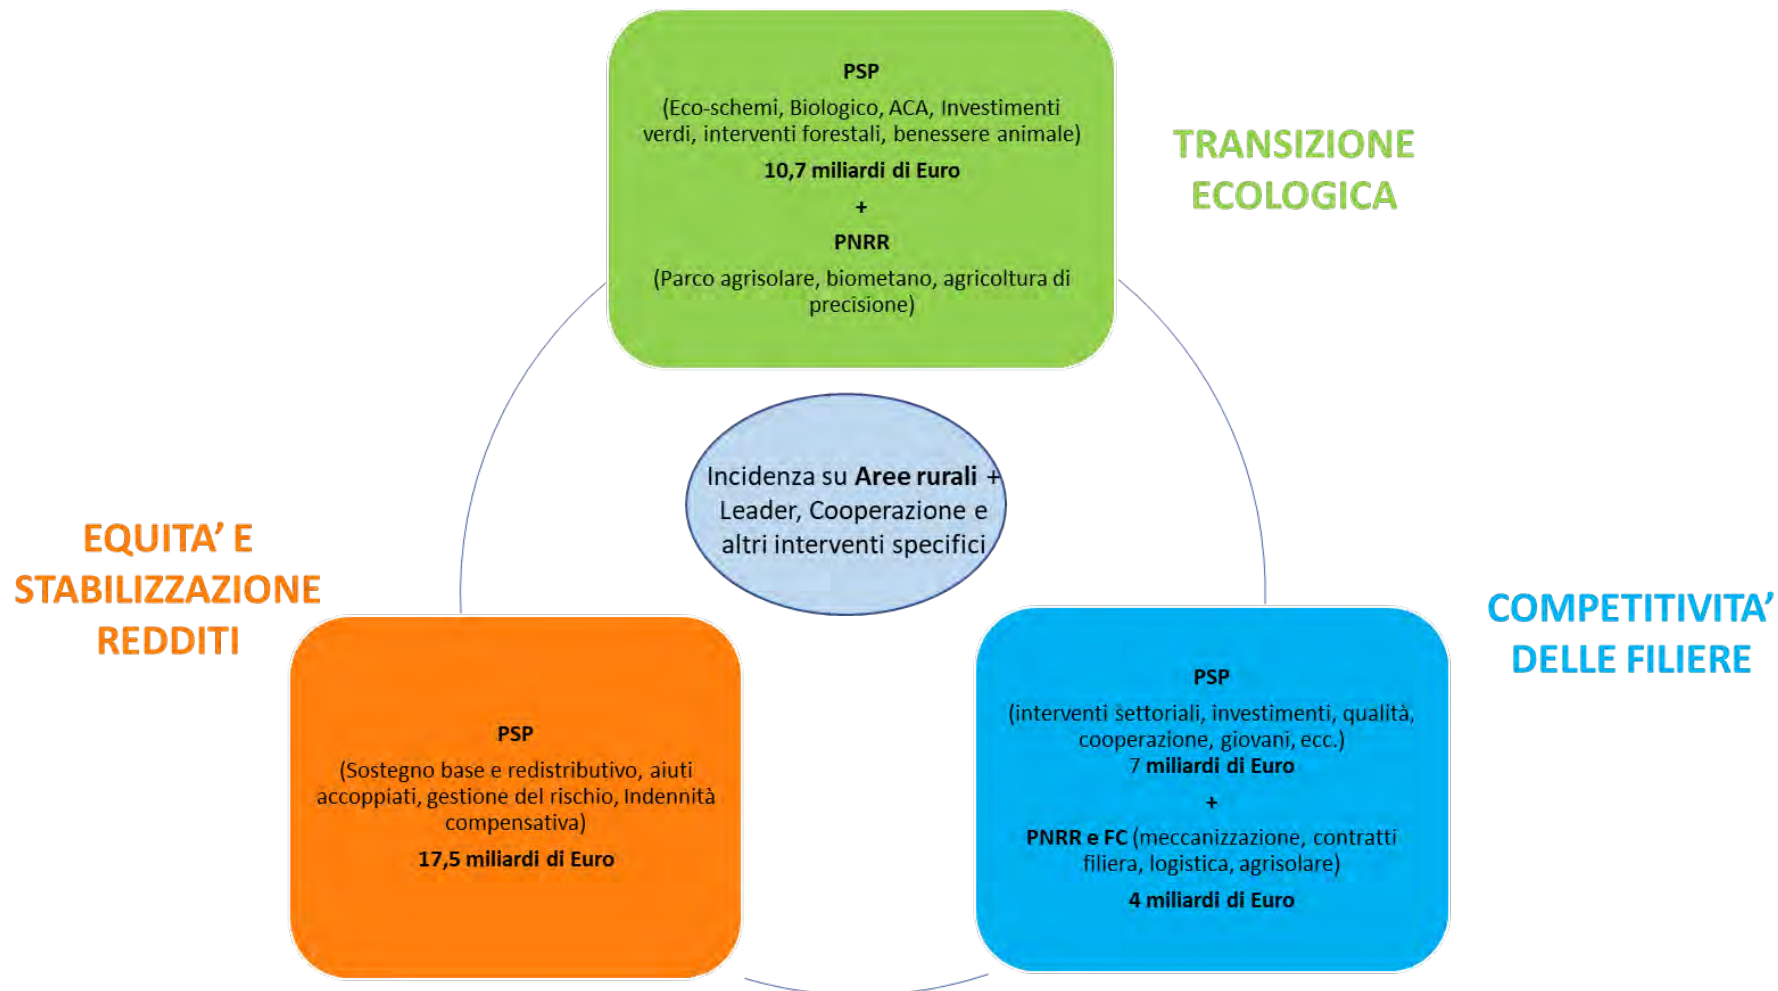 PSP
(Eco-schemi, Biologico, ACA, Investimenti
verdi, interventi forestali, benessere animale)
10,7 miliardi di Euro
+
PNRR
(Parco agrisolare, biometano, agricoltura di
precisione)
TRANSIZIONE
ECOLOGICA
Incidenza su Aree rurali +
Leader, Cooperazione e
altri interventi specifici
EQUITA’ E
STABILIZZAZIONE
REDDITI
PSP
(Sostegno base e redistributivo, aiuti
accoppiati, gestione del rischio, Indennità
compensativa)
17,5 miliardi di Euro
COMPETITIVITA’
DELLE FILIERE
PSP
(interventi settoriali, investimenti, qualità,
cooperazione, giovani, ecc.)
7 miliardi di Euro
+
PNRR e FC (meccanizzazione, contratti
filiera, logistica, agrisolare)
4 miliardi di Euro